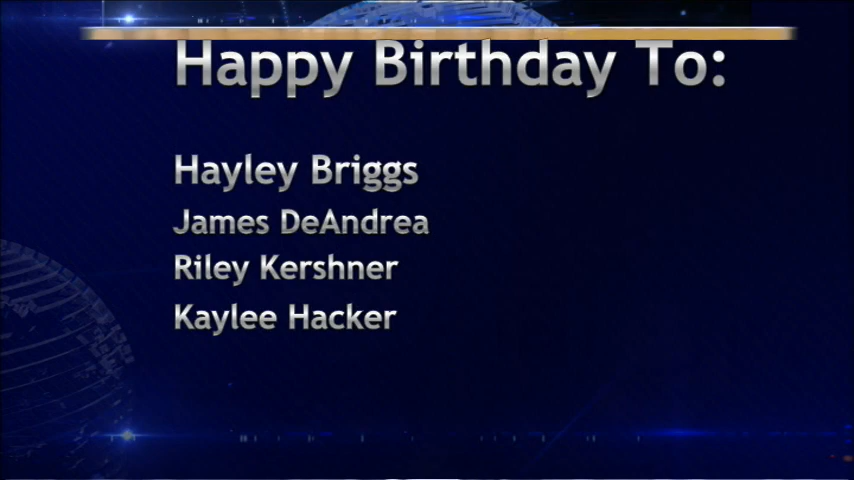 Happy Birthday To:
Hayley Briggs
James DeAndrea
Riley Kershner
Kaylee Hacker